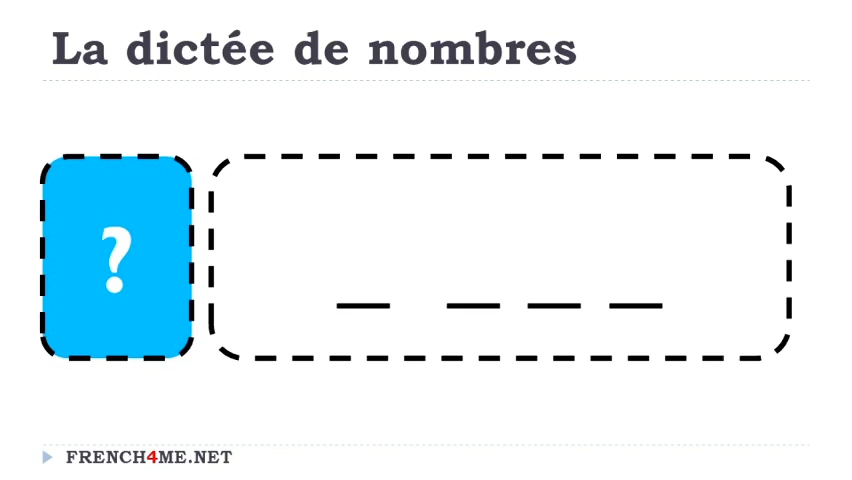 La dictée de nombres
?
_ _ _ _
FRENCH4ME.NET